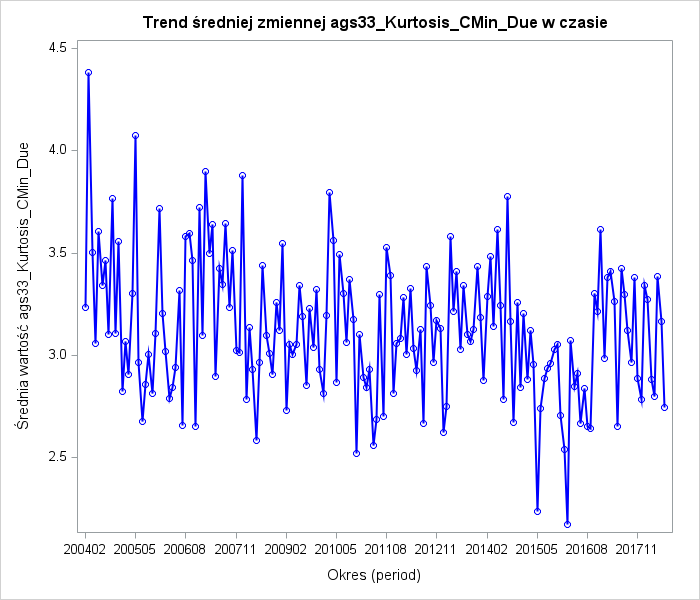 Trend średniej zmiennej ags33_Kurtosis_CMin_Due w czasie
4.5
4.0
3.5
3.0
2.5
Średnia wartość ags33_Kurtosis_CMin_Due
200402 200505 200608 200711 200902 201005 201108 201211 201402 201505 201608 201711
Okres (period)